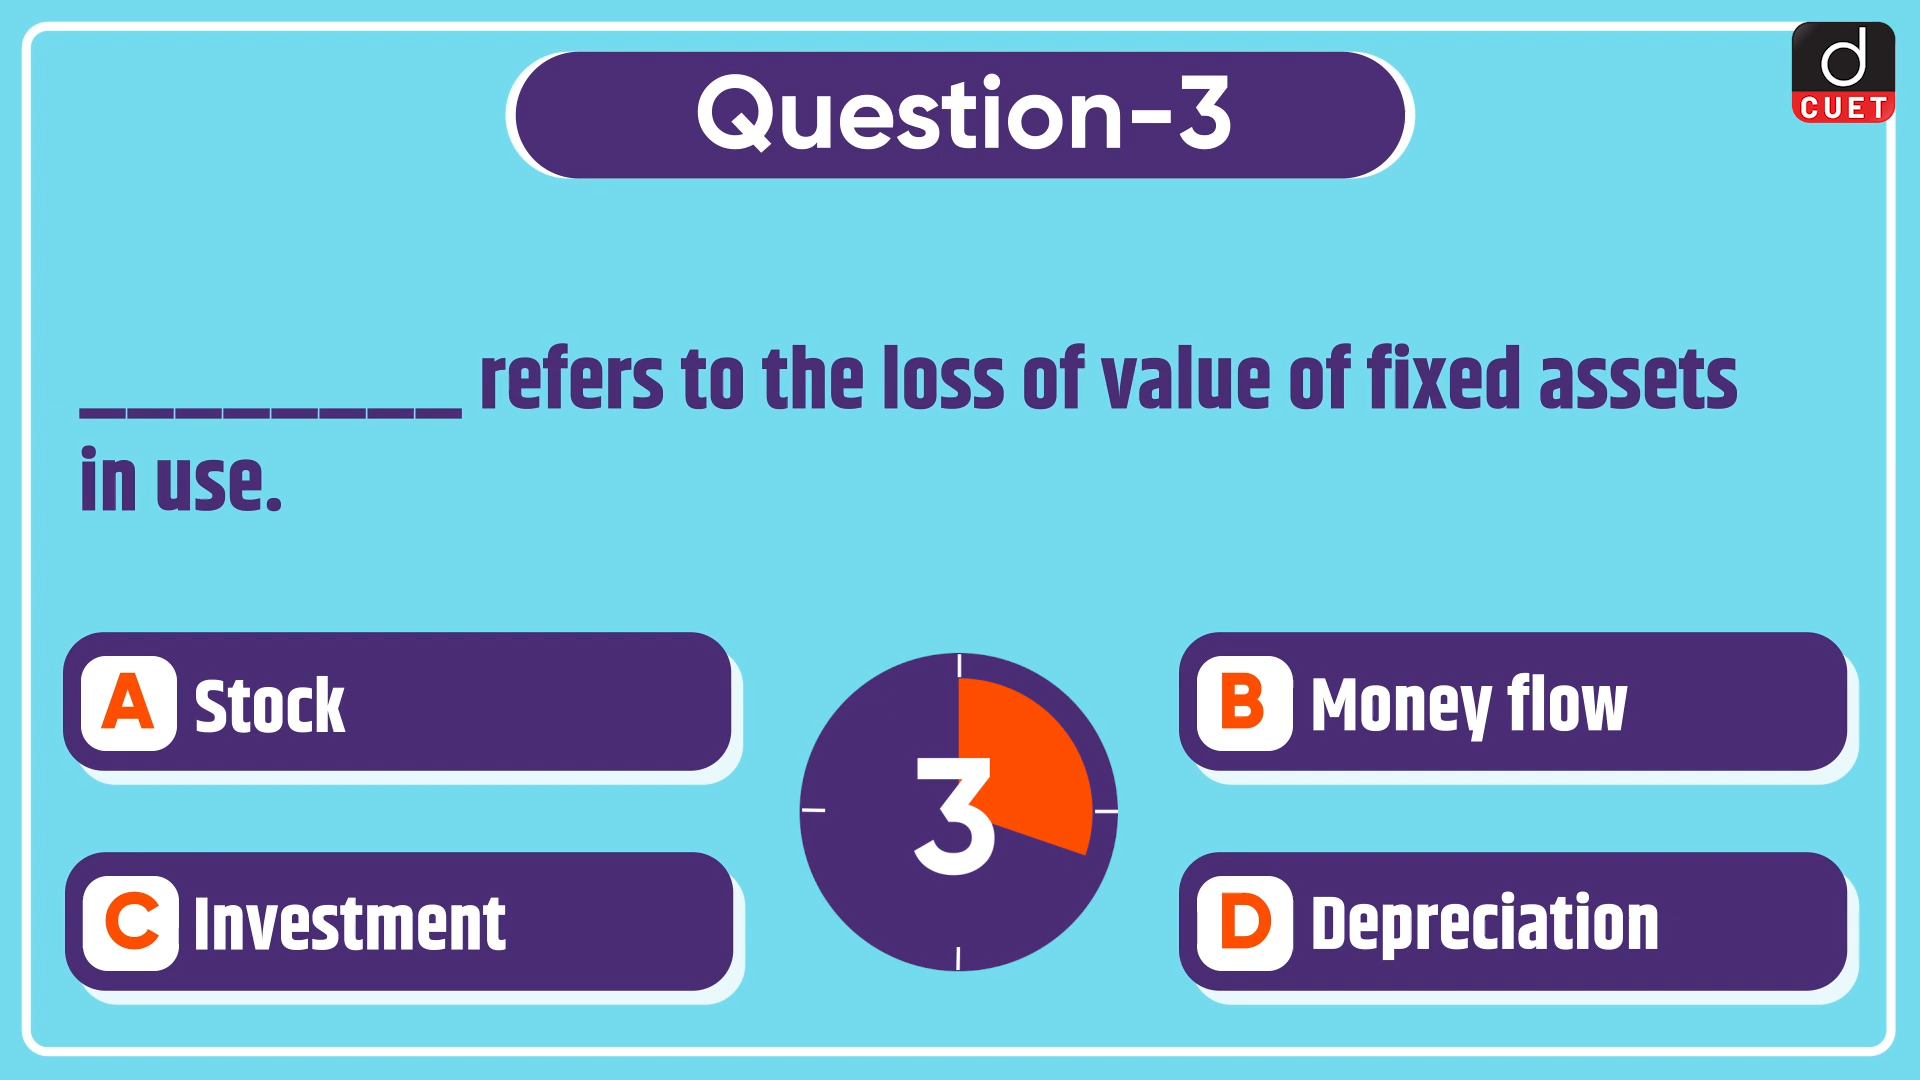 d
CUET
Question-3
________ refers to the loss of value of fixed assets
in use.
A Stock
B Money flow
3
C Investment
D Depreciation